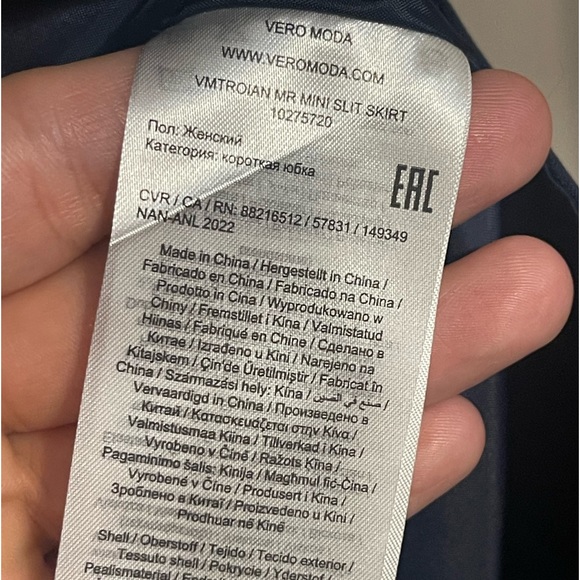 VERO MODA
WWW.VEROMODA.COM
VMTROIAN MR MINI SLIT SKIRT
10275720
Пол: Женский
Категория: короткая юбка
EAC
CVR / CA / RN: 88216512 / 57831 / 149349
NAN-ANL 2022
Made in China / Hergestellt in China /
Fabricado en China / Fabricado na China /
Prodotto in Cina / Wyprodukowano w
Chiny / Fremstillet i Kina / Valmistatud
Hiinas / Fabriqué en Chine / Сделано в
Китае / Izrađeno u Kini / Narejeno na
Kitajskem / Çin'de Üretilmiştir / Fabricat în
China / Származási hely: Kína / صنع في الصين /
Vervaardigd in China / Произведено в
Китай / Κατασκευάζεται στην Κίνα /
Valmistusmaa Kiina / Tillverkad i Kina /
Vyrobeno v Číně / Ražots Ķīna /
Pagaminimo šalis: Kinija / Magħmul fiċ-Ċina /
Vyrobené v Číne / Produsert i Kina /
Зроблено в Китаї / Proizvedeno u Kini /
Prodhuar në Kinë
Shell / Oberstoff / Tejido / Tecido exterior /
Tessuto shell / Pokrycie / Yderstof /
Pealismaterial /